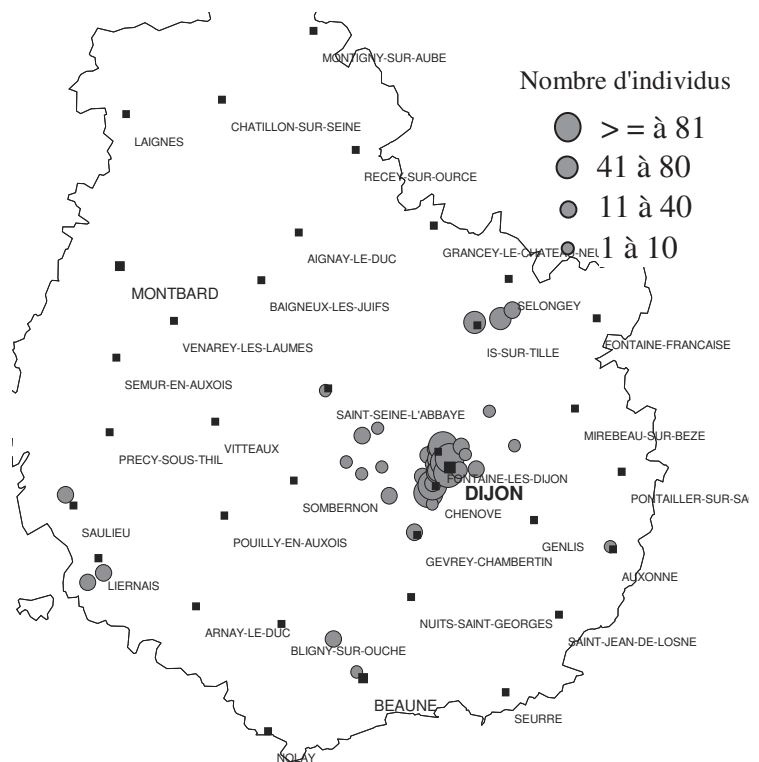 MONTIGNY-SUR-AUBE
Nombre d'individus
> = à 81
41 à 80
11 à 40
1 à 10
CHATILLON-SUR-SEINE
LAIGNES
RECEY-SUR-OURCE
AIGNAY-LE-DUC
GRANCEY-LE-CHATEAU-NEU
MONTBARD
BAIGNEUX-LES-JUIFS
SELONGEY
VENAREY-LES-LAUMES
IS-SUR-TILLE
FONTAINE-FRANCAISE
SEMUR-EN-AUXOIS
SAINT-SEINE-L'ABBAYE
MIREBEAU-SUR-BEZE
PRECY-SOUS-THIL
VITTEAUX
FONTAINE-LES-DIJON
DIJON
PONTAILLER-SUR-SA
SOMBERNON
CHENOVE
SAULIEU
POUILLY-EN-AUXOIS
GENLIS
GEVREY-CHAMBERTIN
AUXONNE
LIERNAIS
ARNAY-LE-DUC
NUITS-SAINT-GEORGES
SAINT-JEAN-DE-LOSNE
BLIGNY-SUR-OUCHE
BEAUNE
SEURRE
NOLAY